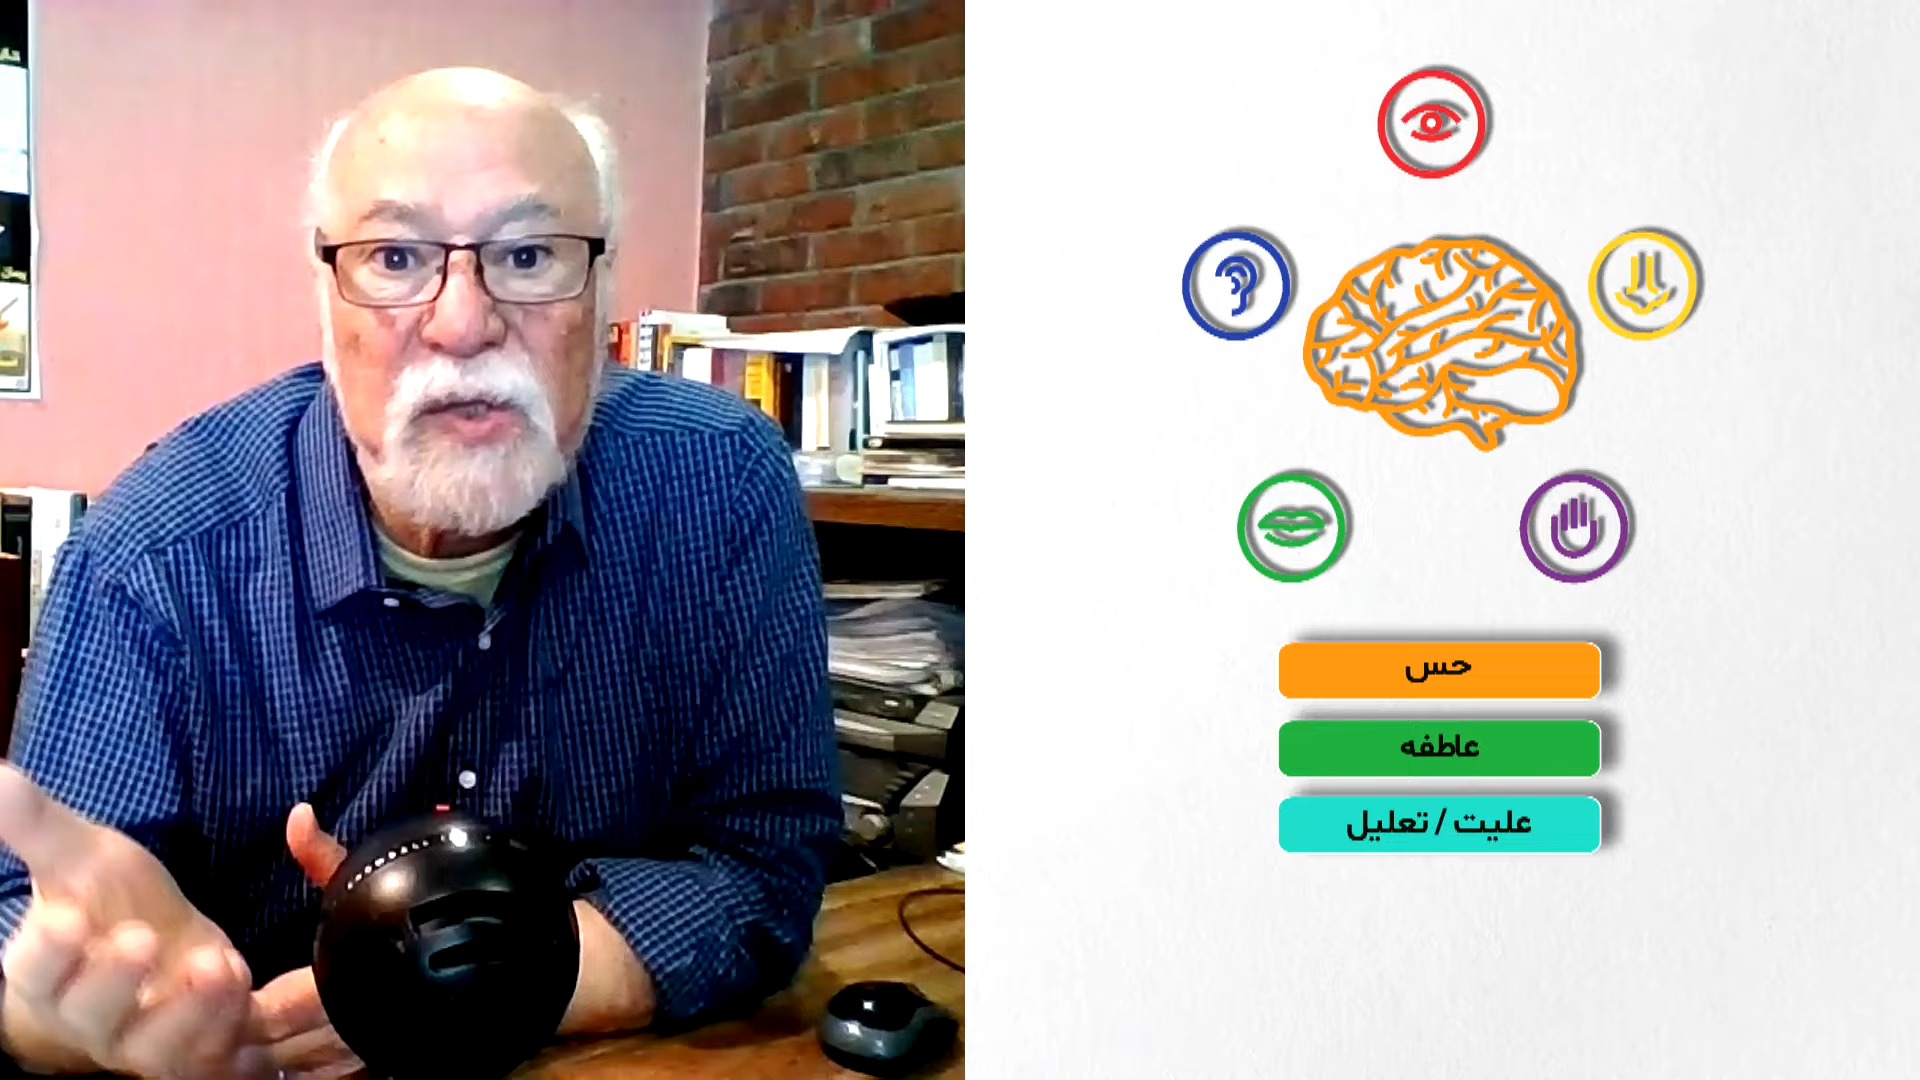 حس
عاطفه
علیت / تعلیل